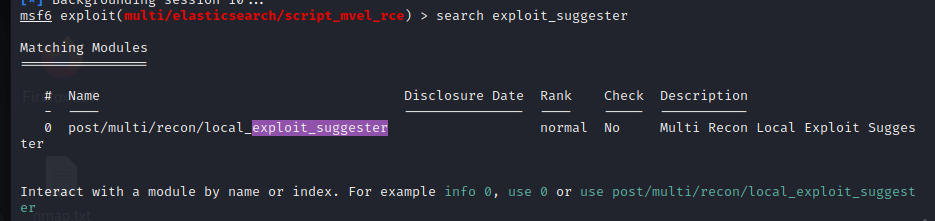 [*] Backgrounding session 10...
msf6 exploit(multi/elasticsearch/script_mvel_rce) > search exploit_suggester
Matching Modules
================
#  Name                                      Disclosure Date  Rank    Check  Description
-  ----                                      ---------------  ----    -----  -----------
0  post/multi/recon/local_exploit_suggester                   normal  No     Multi Recon Local Exploit Sugges
ter
Interact with a module by name or index. For example info 0, use 0 or use post/multi/recon/local_exploit_suggest
er
nmap.txt